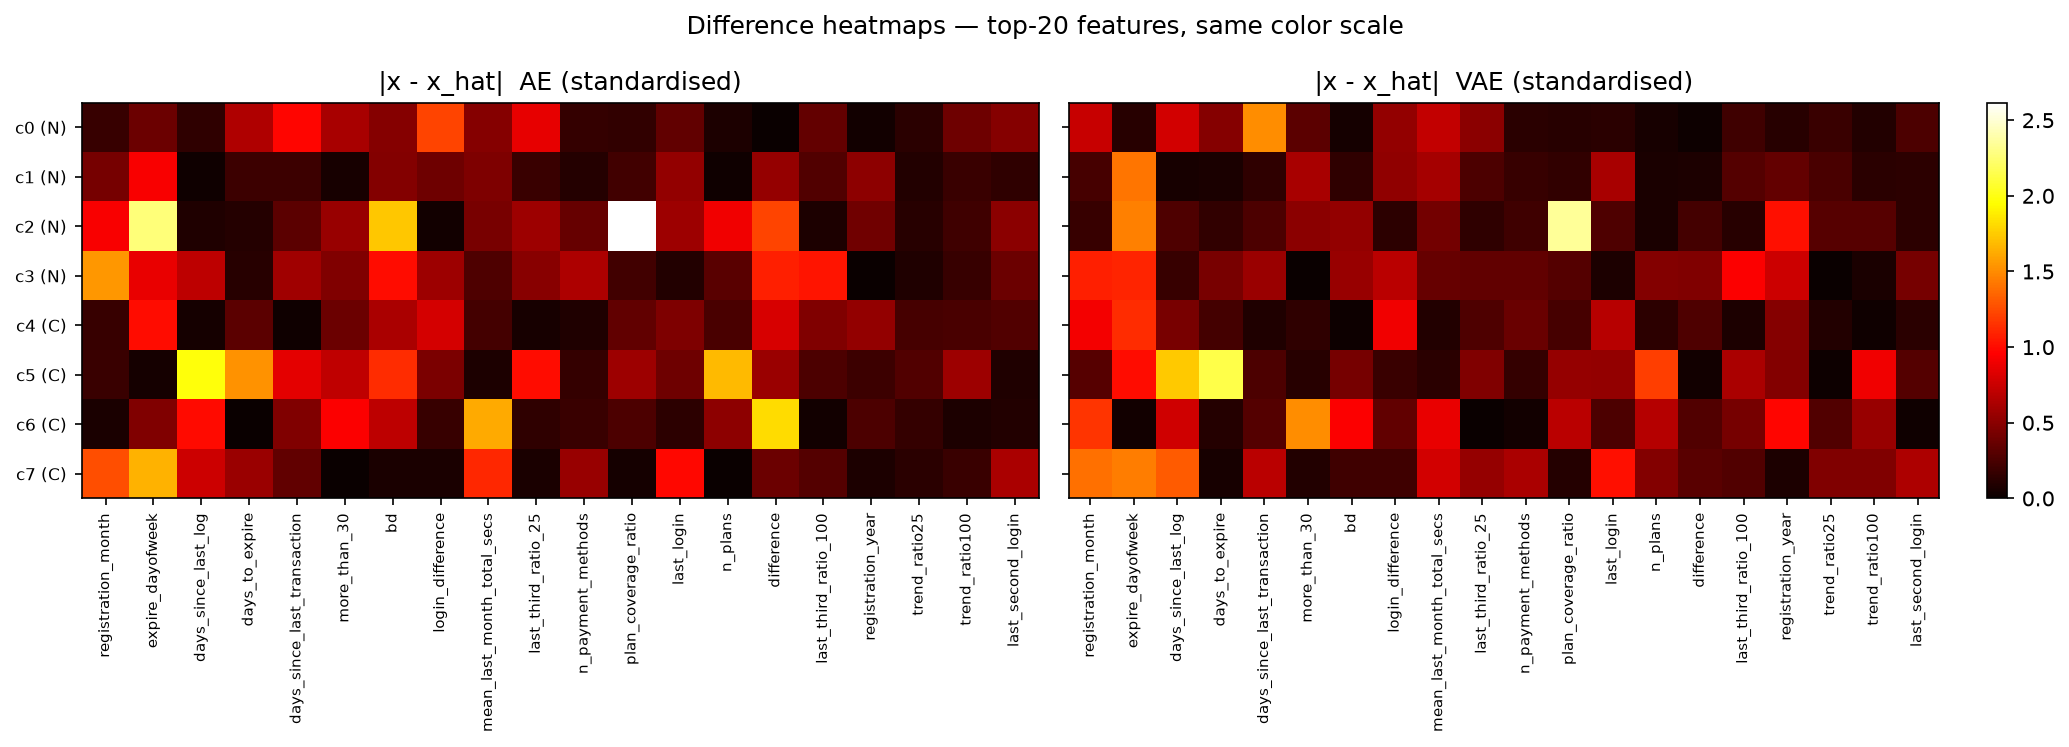 Difference heatmaps — top-20 features, same color scale
|x - x_hat|  AE (standardised)
|x - x_hat|  VAE (standardised)
c0 (N)
c1 (N)
c2 (N)
c3 (N)
c4 (C)
c5 (C)
c6 (C)
c7 (C)
registration_month
expire_dayofweek
days_since_last_log
days_to_expire
days_since_last_transaction
more_than_30
bd
login_difference
mean_last_month_total_secs
last_third_ratio_25
n_payment_methods
plan_coverage_ratio
last_login
n_plans
difference
last_third_ratio_100
registration_year
trend_ratio25
trend_ratio100
last_second_login
registration_month
expire_dayofweek
days_since_last_log
days_to_expire
days_since_last_transaction
more_than_30
bd
login_difference
mean_last_month_total_secs
last_third_ratio_25
n_payment_methods
plan_coverage_ratio
last_login
n_plans
difference
last_third_ratio_100
registration_year
trend_ratio25
trend_ratio100
last_second_login
2.5
2.0
1.5
1.0
0.5
0.0